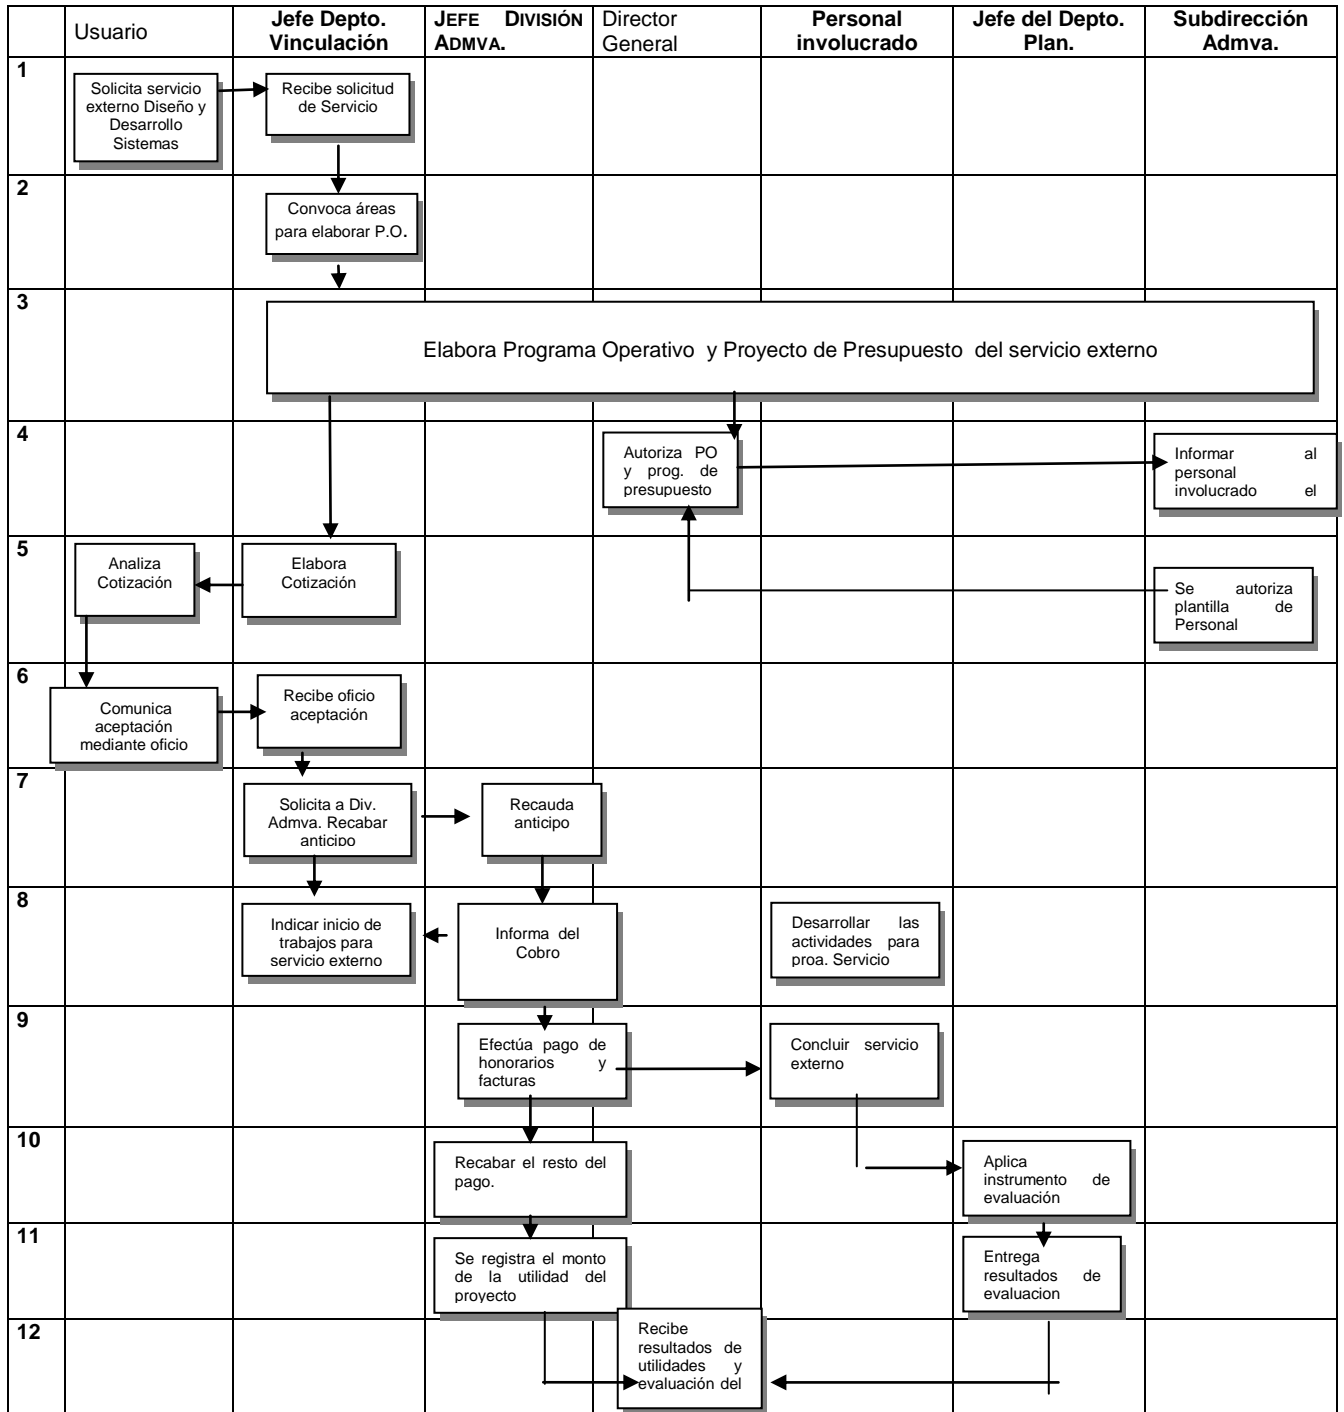 Usuario
Jefe Depto.
Vinculación
JEFE DIVISIÓN
ADMVA.
Director
General
Personal
involucrado
Jefe del Depto.
Plan.
Subdirección
Admva.
1
Solicita servicio
externo Diseño y
Desarrollo
Sistemas
Recibe solicitud
de Servicio
2
Convoca áreas
para elaborar P.O.
3
Elabora Programa Operativo y Proyecto de Presupuesto del servicio externo
4
Autoriza PO
y prog. de
presupuesto
Informar al
personal
involucrado el
5
Analiza
Cotización
Elabora
Cotización
Se autoriza
plantilla de
Personal
6
Comunica
aceptación
mediante oficio
Recibe oficio
aceptación
7
Solicita a Div.
Admva. Recabar
anticipo
Recauda
anticipo
8
Indicar inicio de
trabajos para
servicio externo
Informa del
Cobro
Desarrollar las
actividades para
proa. Servicio
9
Efectúa pago de
honorarios y
facturas
Concluir servicio
externo
10
Recabar el resto del
pago.
Aplica
instrumento de
evaluación
11
Se registra el monto
de la utilidad del
proyecto
Entrega
resultados de
evaluacion
12
Recibe
resultados de
utilidades y
evaluación del